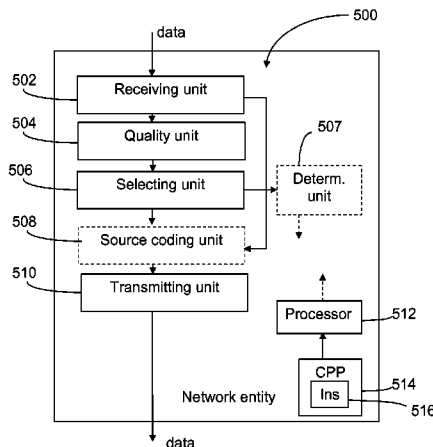 data
500
502
Receiving unit
504
Quality unit
507
506
Selecting unit
Determ.
unit
508
Source coding unit
510
Transmitting unit
Processor
512
CPP
Ins
514
Network entity
516
data